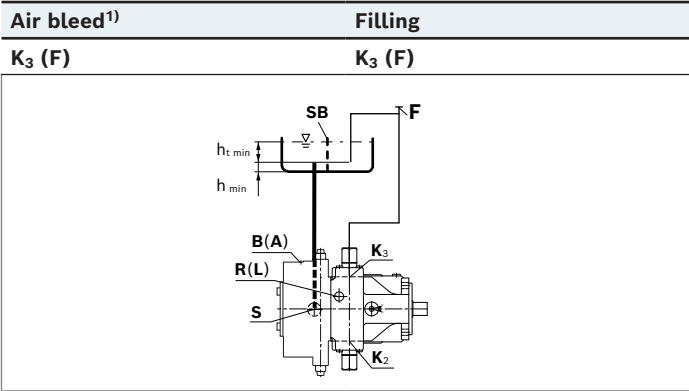 Air bleed¹⁾ Filling
K₃ (F) K₃ (F)
SB
F
hₜ ₘᵢₙ
h ₘᵢₙ
B(A)
K₃
R(L)
S
K₂